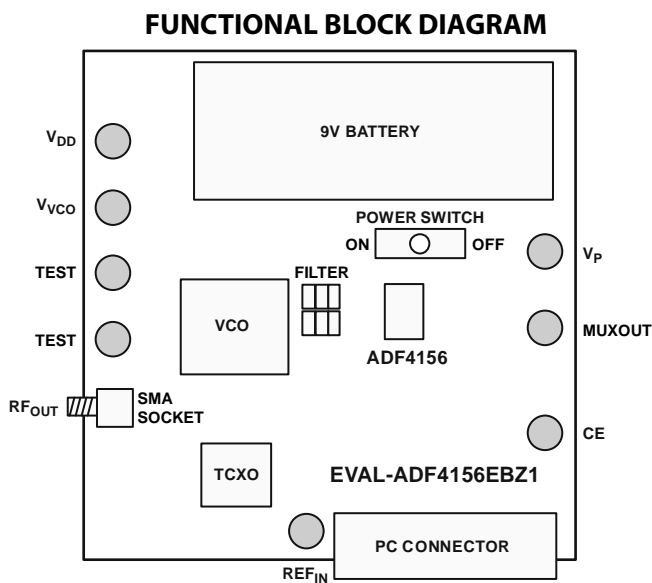 FUNCTIONAL BLOCK DIAGRAM
9V BATTERY
VDD
VVCO
POWER SWITCH
ON OFF
VP
TEST
FILTER
VCO
MUXOUT
TEST
ADF4156
RFOUT
SMA
SOCKET
CE
TCXO
EVAL-ADF4156EBZ1
PC CONNECTOR
REFIN